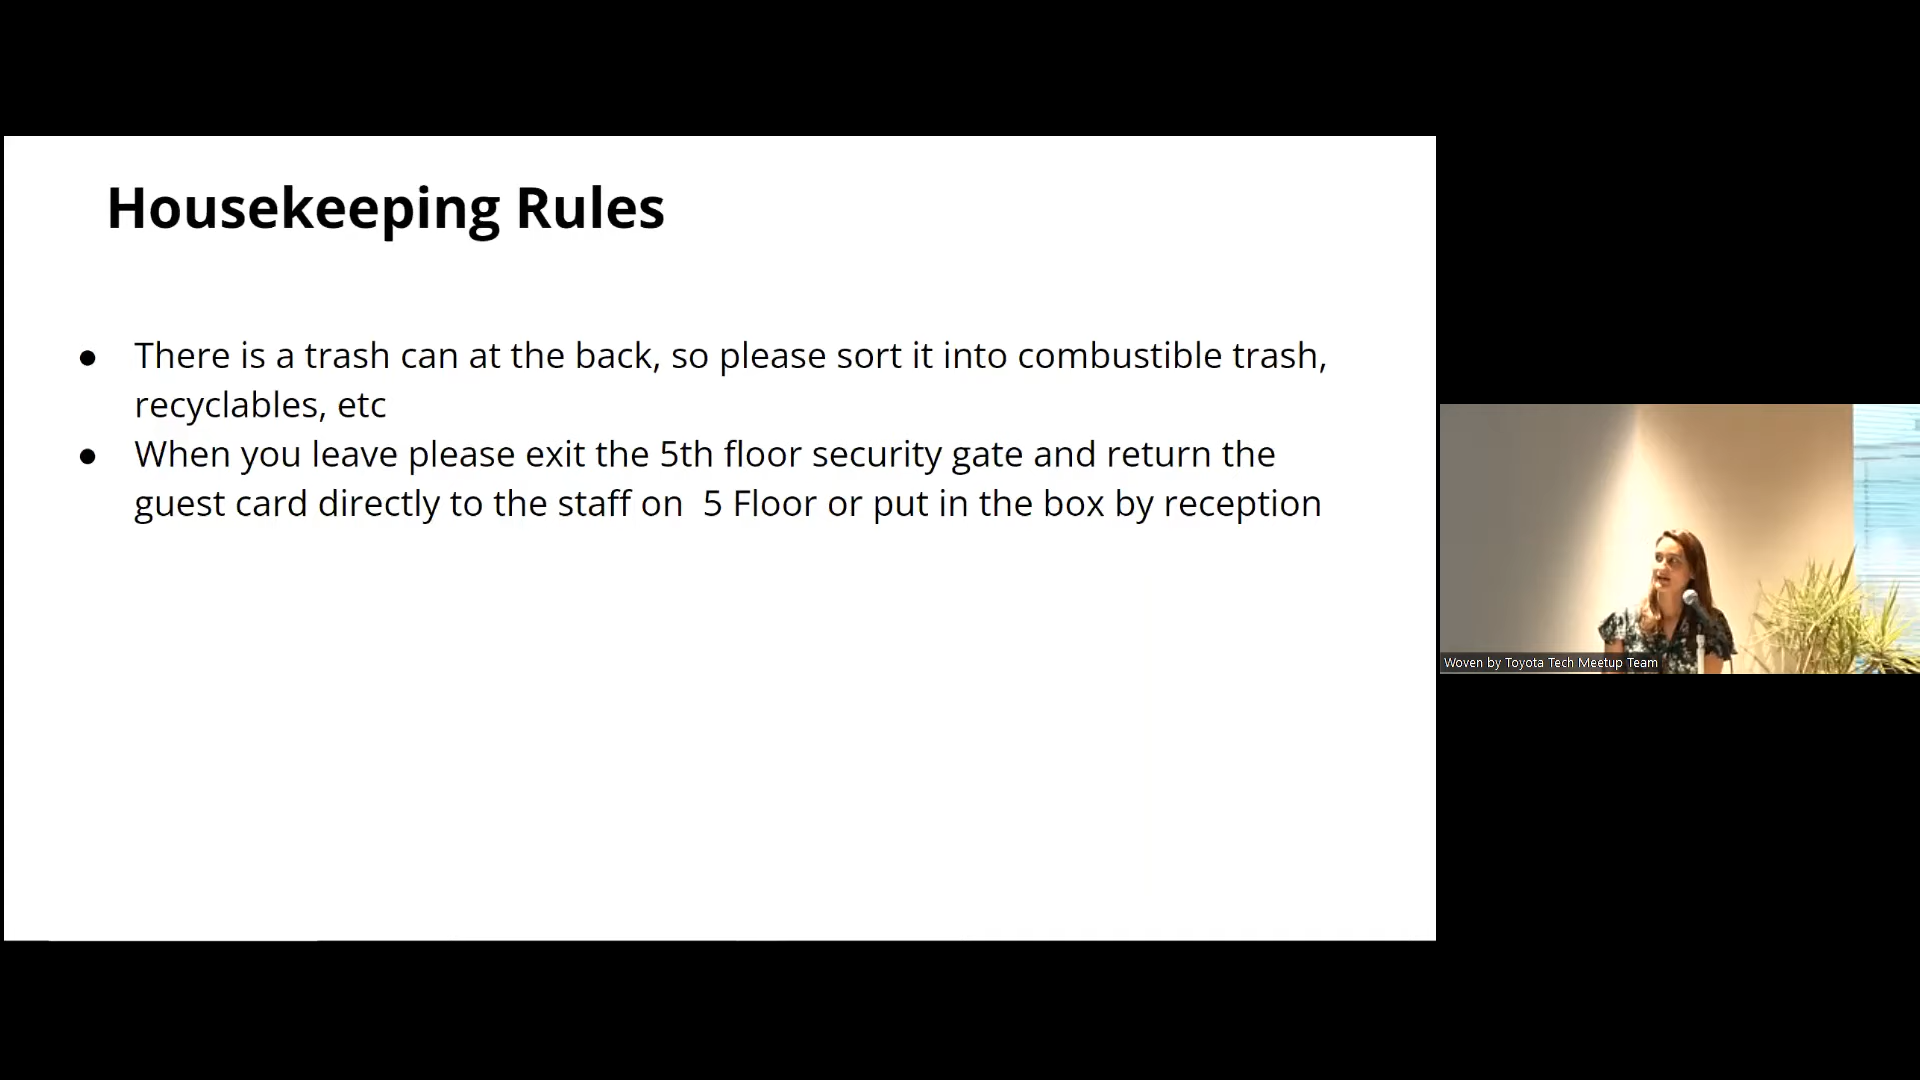 Housekeeping Rules
● There is a trash can at the back, so please sort it into combustible trash,
recyclables, etc
● When you leave please exit the 5th floor security gate and return the
guest card directly to the staff on  5 Floor or put in the box by reception
Woven by Toyota Tech Meetup Team